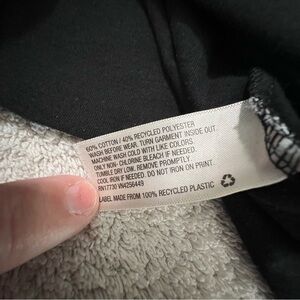 60% COTTON / 40% RECYCLED POLYESTER
WASH BEFORE WEAR. TURN GARMENT INSIDE OUT.
MACHINE WASH COLD WITH LIKE COLORS
ONLY NON- CHLORINE BLEACH IF NEEDED.
TUMBLE DRY LOW. REMOVE PROMPTLY.
COOL IRON IF NEEDED. DO NOT IRON ON PRINT.
RN17730 VN4256449
LABEL MADE FROM 100% RECYCLED PLASTIC